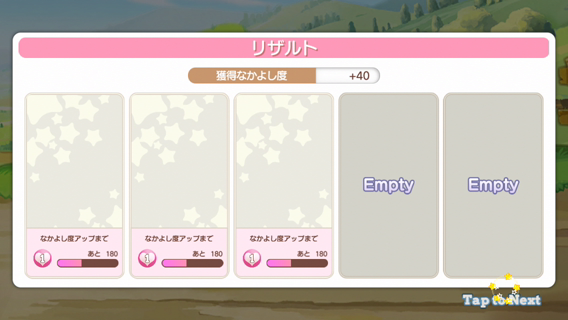 リザルト
獲得なかよし度 +40
なかよし度アップまで
1 あと 180
なかよし度アップまで
1 あと 180
なかよし度アップまで
1 あと 180
Empty
Empty
Tap to Next